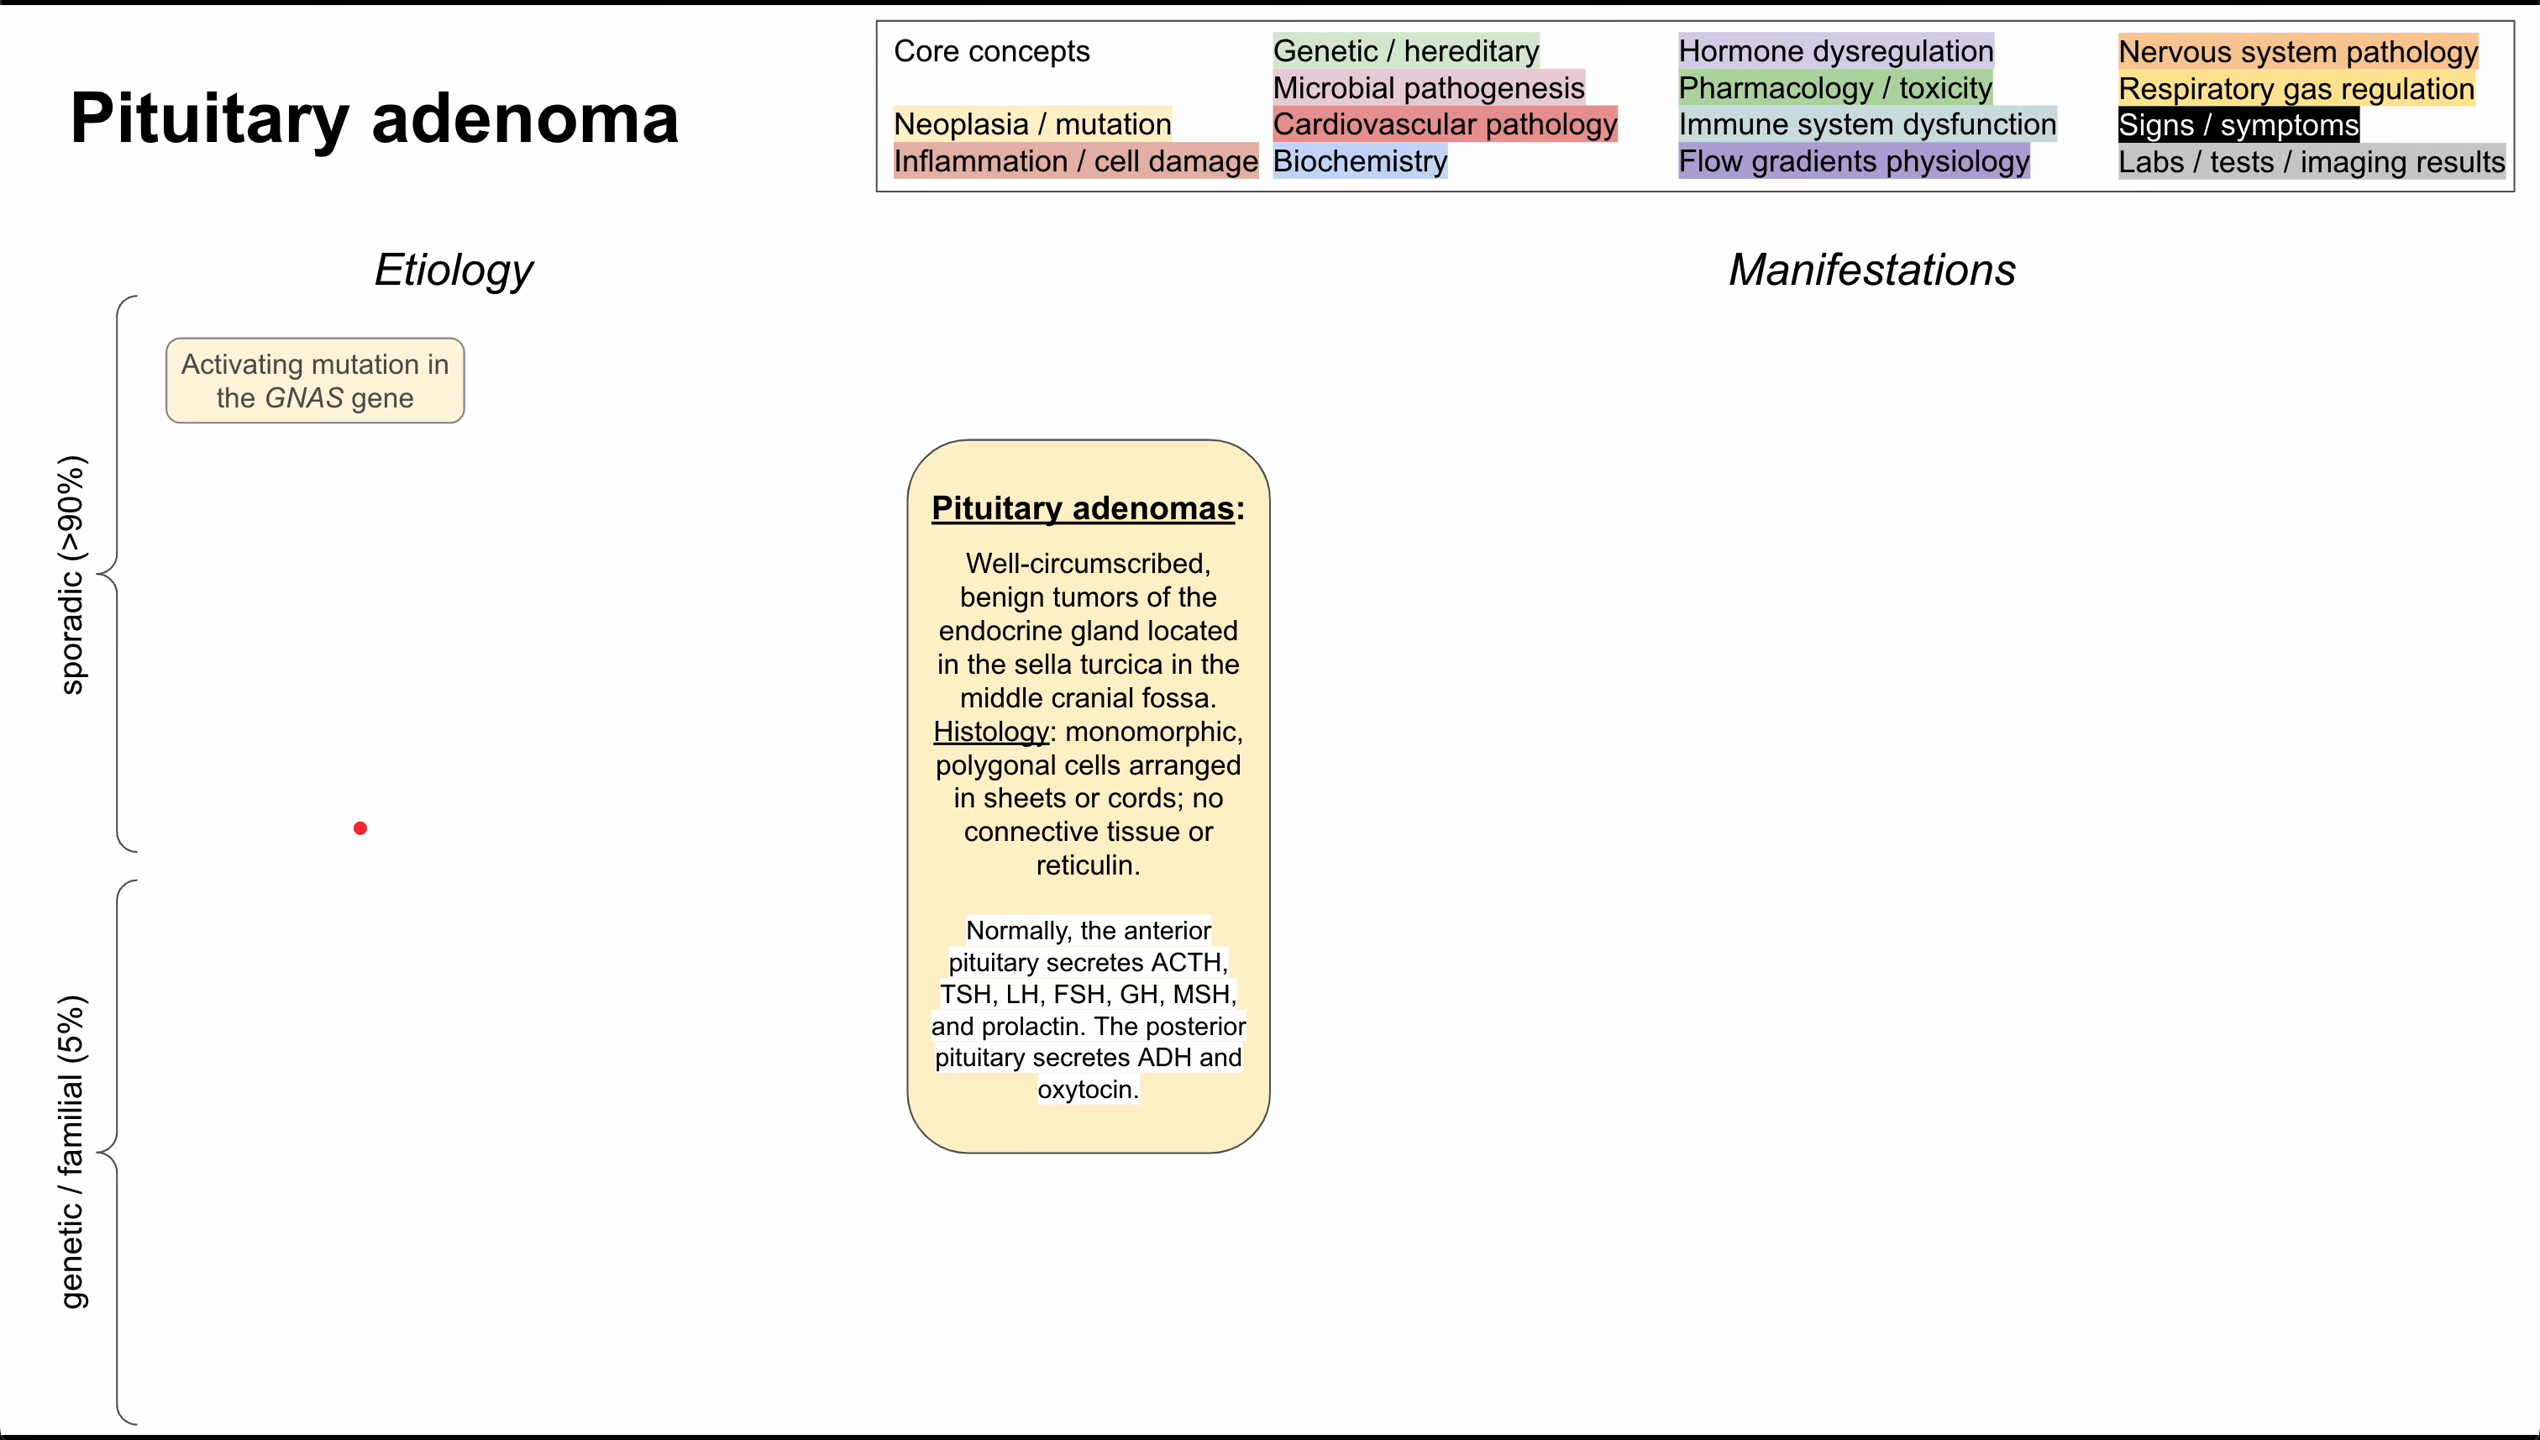 Pituitary adenoma
Core concepts
Neoplasia / mutation
Inflammation / cell damage
Genetic / hereditary
Microbial pathogenesis
Cardiovascular pathology
Biochemistry
Hormone dysregulation
Pharmacology / toxicity
Immune system dysfunction
Flow gradients physiology
Nervous system pathology
Respiratory gas regulation
Signs / symptoms
Labs / tests / imaging results
Etiology
Manifestations
sporadic (>90%)
Activating mutation in
the GNAS gene
genetic / familial (5%)
Pituitary adenomas:
Well-circumscribed,
benign tumors of the
endocrine gland located
in the sella turcica in the
middle cranial fossa.
Histology: monomorphic,
polygonal cells arranged
in sheets or cords; no
connective tissue or
reticulin.
Normally, the anterior
pituitary secretes ACTH,
TSH, LH, FSH, GH, MSH,
and prolactin. The posterior
pituitary secretes ADH and
oxytocin.